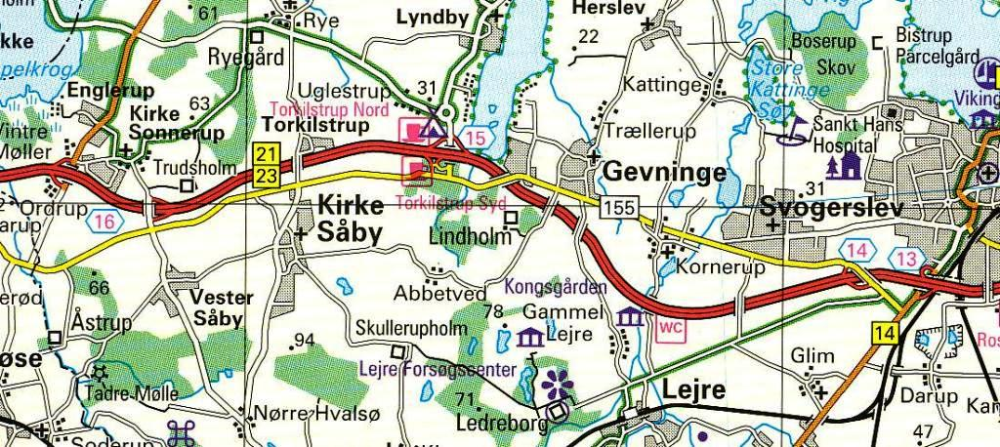 61
Rye
Lyndby
Herslev
22
Boserup
Skov
Bistrup
Parcelgård
Ryegård
Englerup
Kattinge
Store
Kattinge
Sø
Viking
Uglestrup
31
63
Kirke
Sonnerup
Torkilstrup Nord
Torkilstrup
15
Trællerup
Sankt Hans
Hospital
Møller
Trudsholm
21
23
Gevninge
31
Ordrup
16
Torkilstrup Syd
155
Svogerslev
Kirke
Såby
Lindholm
14
13
Kornerup
66
Abbetved
Kongsgården
Vester
Såby
78
Gammel
Lejre
Åstrup
Skullerupholm
WC
14
94
Glim
Lejre Forsøgscenter
Tadre-Mølle
71
Lejre
Darup
Nørre Hvalsø
Ledreborg
47